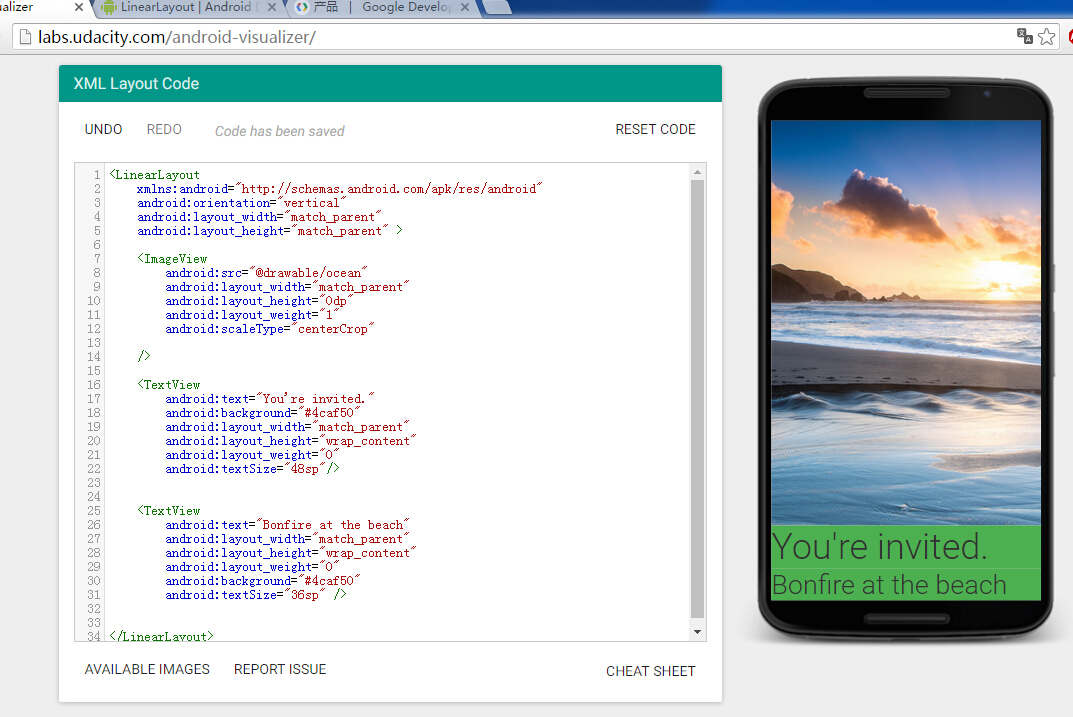 alizer
LinearLayout | Android
产品 | Google Develo
labs.udacity.com/android-visualizer/
XML Layout Code
UNDO REDO Code has been saved RESET CODE
1 <LinearLayout
2 xmlns:android="http://schemas.android.com/apk/res/android"
3 android:orientation="vertical"
4 android:layout_width="match_parent"
5 android:layout_height="match_parent" >
6
7 <ImageView
8 android:src="@drawable/ocean"
9 android:layout_width="match_parent"
10 android:layout_height="0dp"
11 android:layout_weight="1"
12 android:scaleType="centerCrop"
13
14 />
15
16 <TextView
17 android:text="You're invited."
18 android:background="#4caf50"
19 android:layout_width="match_parent"
20 android:layout_height="wrap_content"
21 android:layout_weight="0"
22 android:textSize="48sp"/>
23
24
25 <TextView
26 android:text="Bonfire at the beach"
27 android:layout_width="match_parent"
28 android:layout_height="wrap_content"
29 android:layout_weight="0"
30 android:background="#4caf50"
31 android:textSize="36sp" />
32
33
34 </LinearLayout>
AVAILABLE IMAGES REPORT ISSUE CHEAT SHEET
You're invited.
Bonfire at the beach